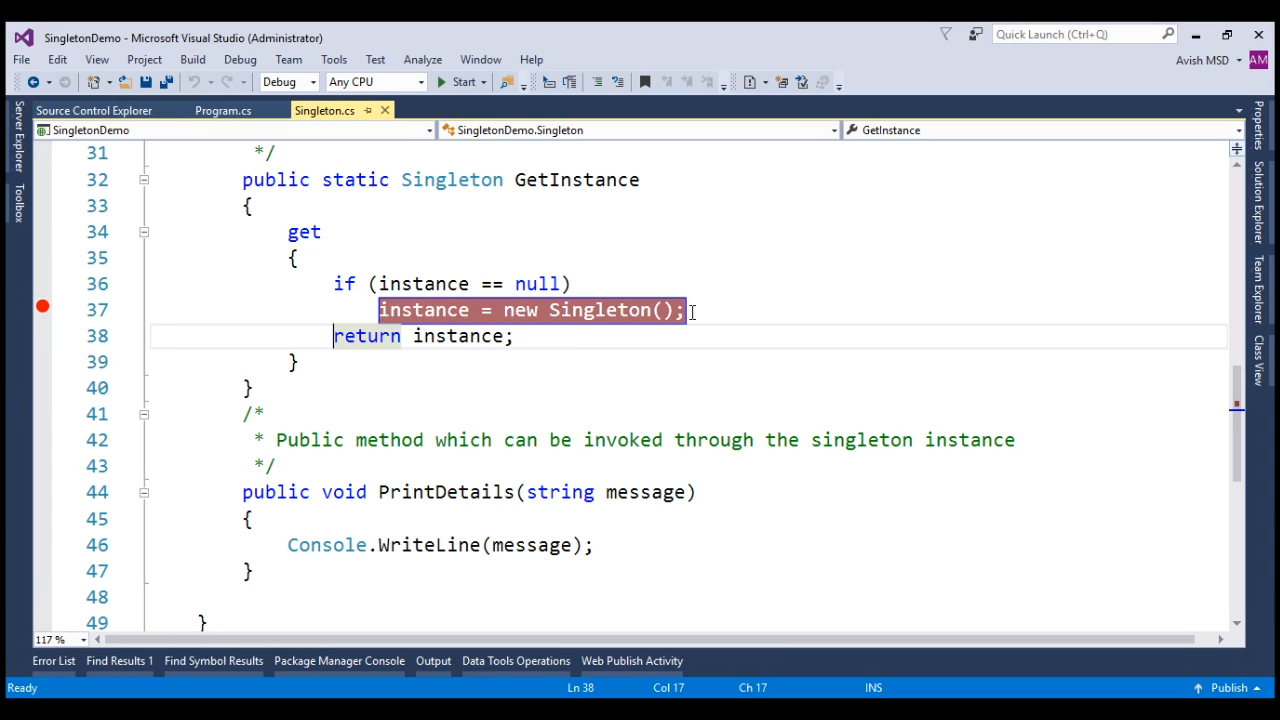 SingletonDemo - Microsoft Visual Studio (Administrator)
Quick Launch (Ctrl+Q)
File Edit View Project Build Debug Team Tools Test Analyze Window Help
Avish MSD AM
Debug Any CPU Start
Source Control Explorer Program.cs Singleton.cs
SingletonDemo SingletonDemo.Singleton GetInstance
Server Explorer
Toolbox
31 */
32 public static Singleton GetInstance
33 {
34 get
35 {
36 if (instance == null)
37 instance = new Singleton();
38 return instance;
39 }
40 }
41 /*
42 * Public method which can be invoked through the singleton instance
43 */
44 public void PrintDetails(string message)
45 {
46 Console.WriteLine(message);
47 }
48
49 }
Properties
Solution Explorer
Team Explorer
Class View
117 %
Error List Find Results 1 Find Symbol Results Package Manager Console Output Data Tools Operations Web Publish Activity
Ready Ln 38 Col 17 Ch 17 INS Publish